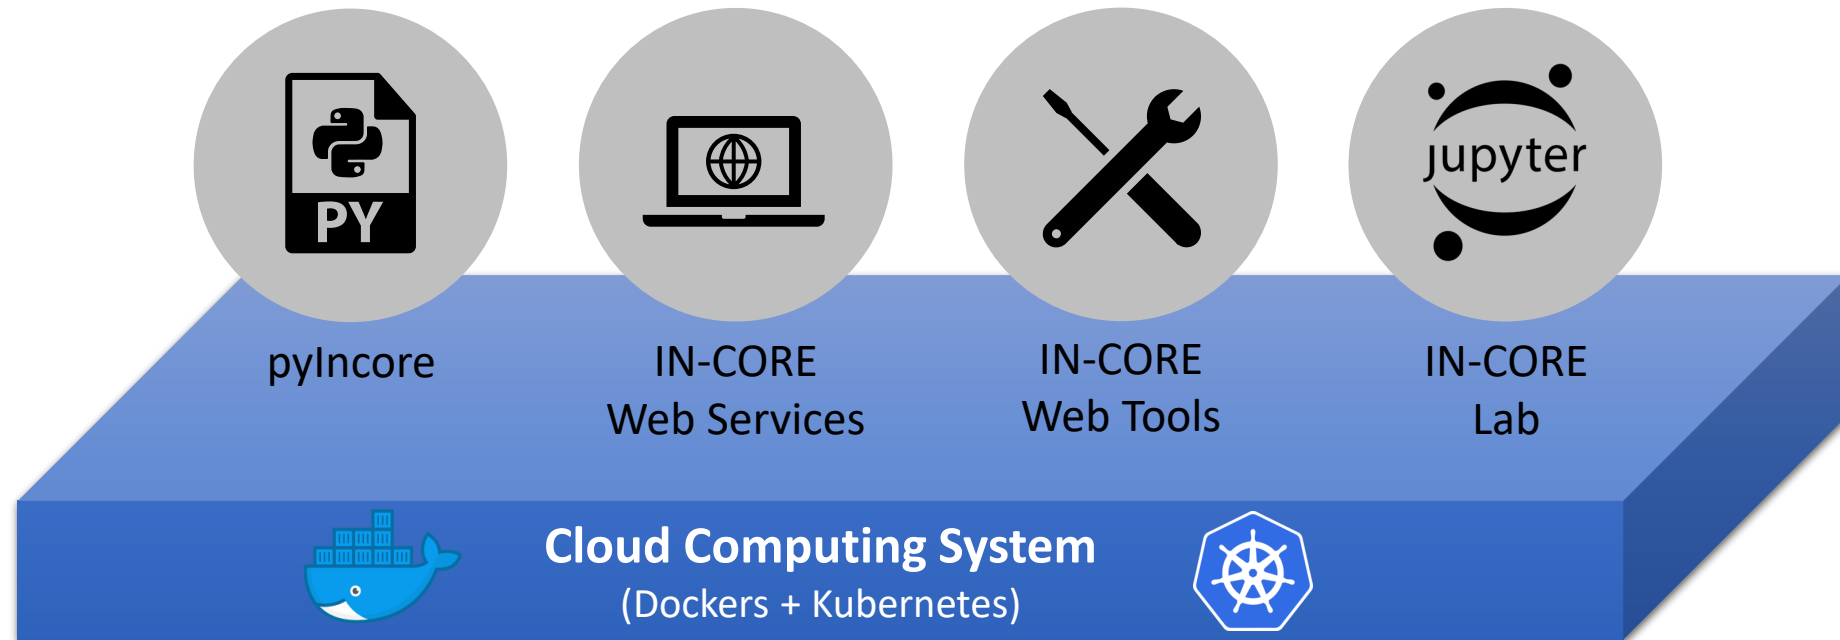 PY
jupyter
pyIncore
IN-CORE
Web Services
IN-CORE
Web Tools
IN-CORE
Lab
Cloud Computing System
(Dockers + Kubernetes)